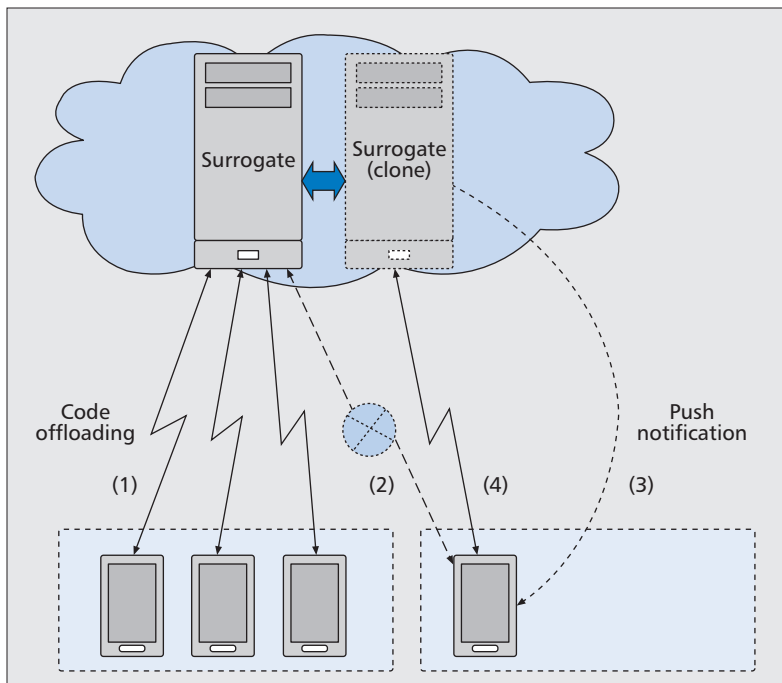 Surrogate
Surrogate
(clone)
Code
offloading
Push
notification
(1)
(2)
(4)
(3)